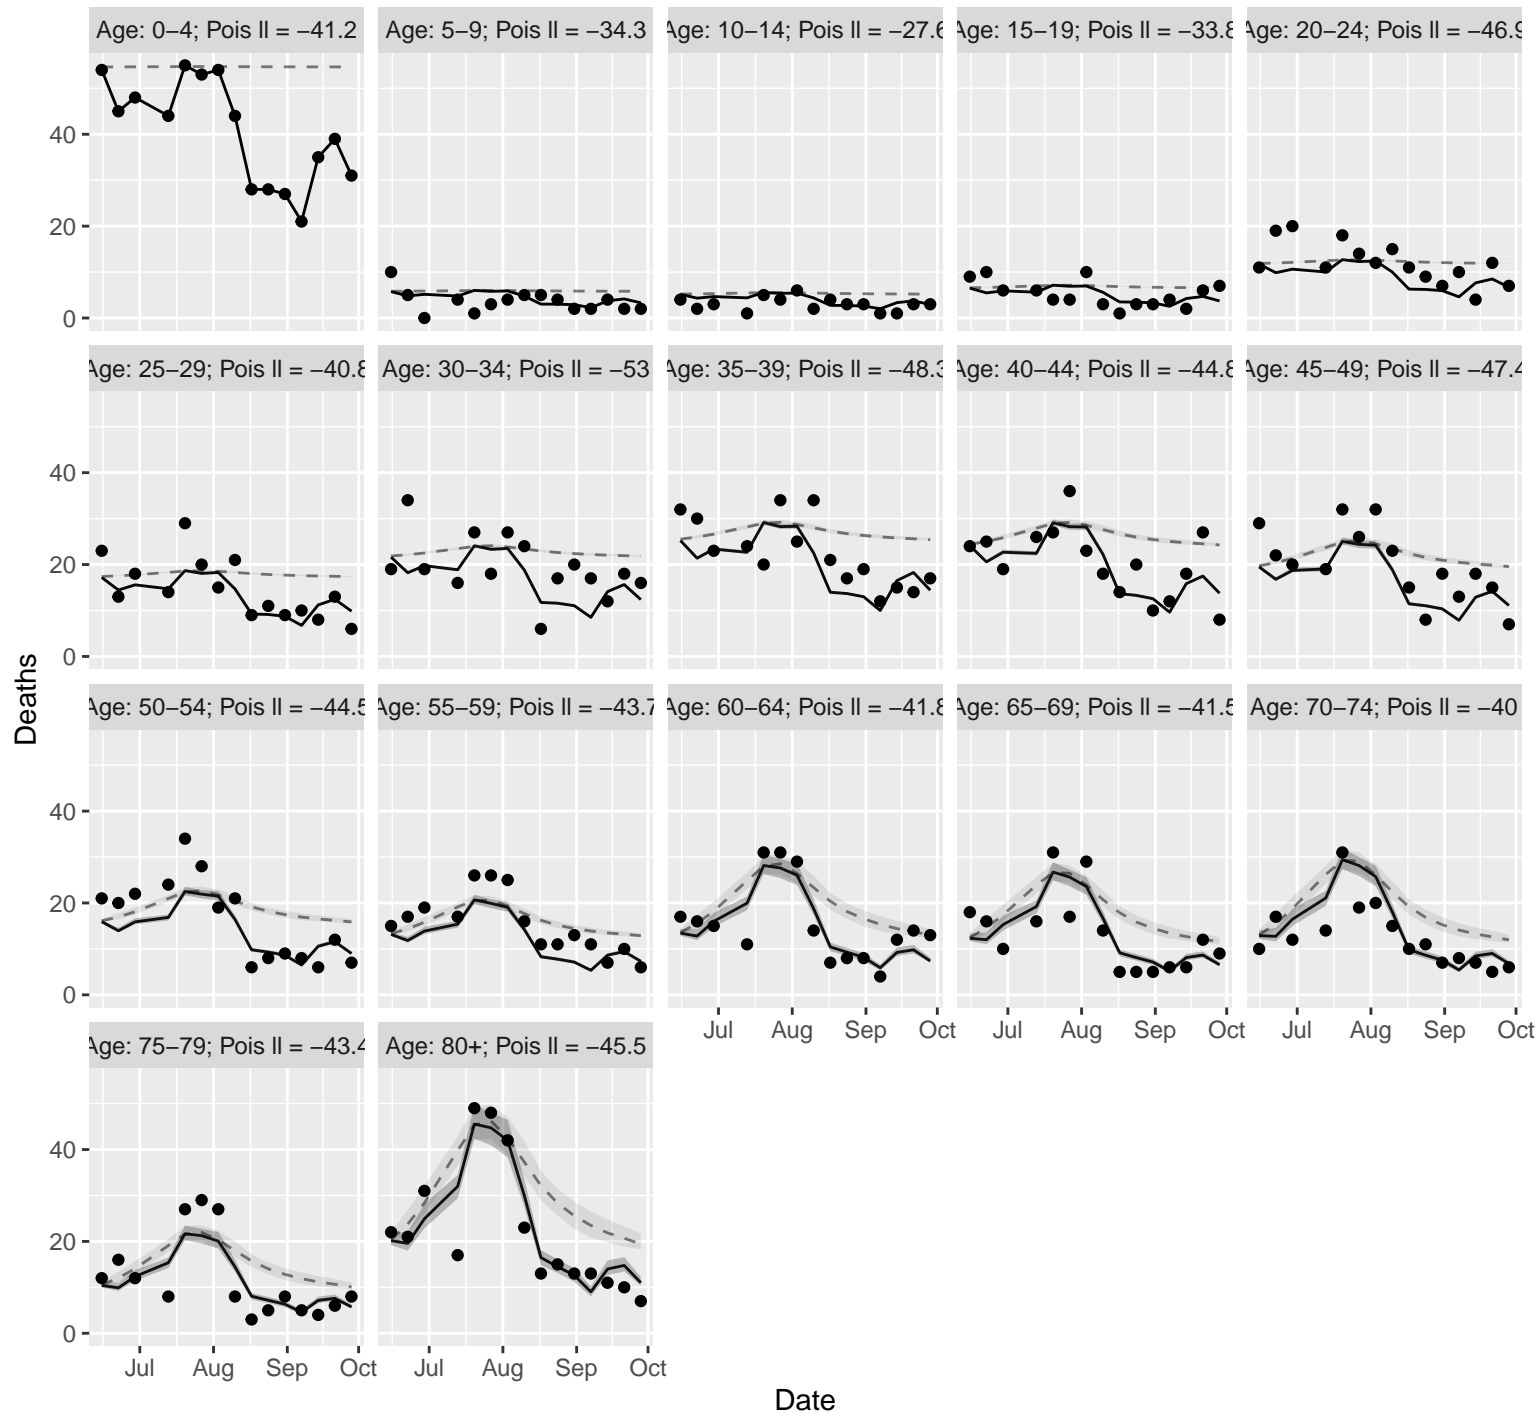 Age: 0−4; Pois ll = −41.2
Age: 5−9; Pois ll = −34.3
Age: 10−14; Pois ll = −27.6
Age: 15−19; Pois ll = −33.8
Age: 20−24; Pois ll = −46.9
40
20
0
Age: 25−29; Pois ll = −40.8
Age: 30−34; Pois ll = −53
Age: 35−39; Pois ll = −48.3
Age: 40−44; Pois ll = −44.8
Age: 45−49; Pois ll = −47.4
40
20
0
Deaths
Age: 50−54; Pois ll = −44.5
Age: 55−59; Pois ll = −43.7
Age: 60−64; Pois ll = −41.8
Age: 65−69; Pois ll = −41.5
Age: 70−74; Pois ll = −40
40
20
0
Jul Aug Sep Oct
Jul Aug Sep Oct
Jul Aug Sep Oct
Age: 75−79; Pois ll = −43.4
Age: 80+; Pois ll = −45.5
40
20
0
Jul Aug Sep Oct
Jul Aug Sep Oct
Date